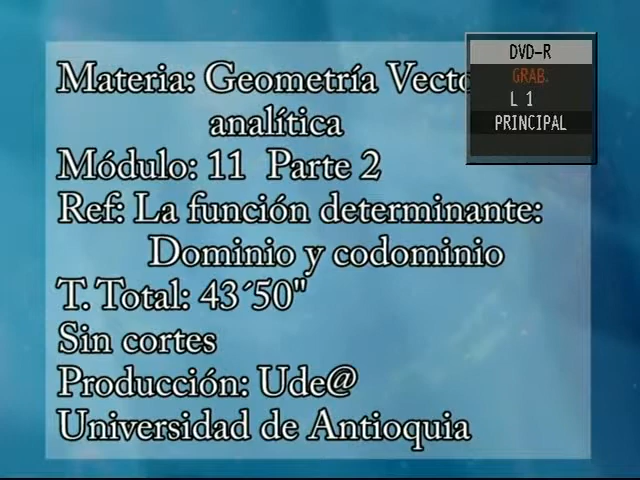 Materia: Geometría Vecto
analítica
Módulo: 11 Parte 2
Ref: La función determinante:
Dominio y codominio
T. Total: 43´50"
Sin cortes
Producción: Ude@
Universidad de Antioquia
DVD-R
GRAB.
L 1
PRINCIPAL